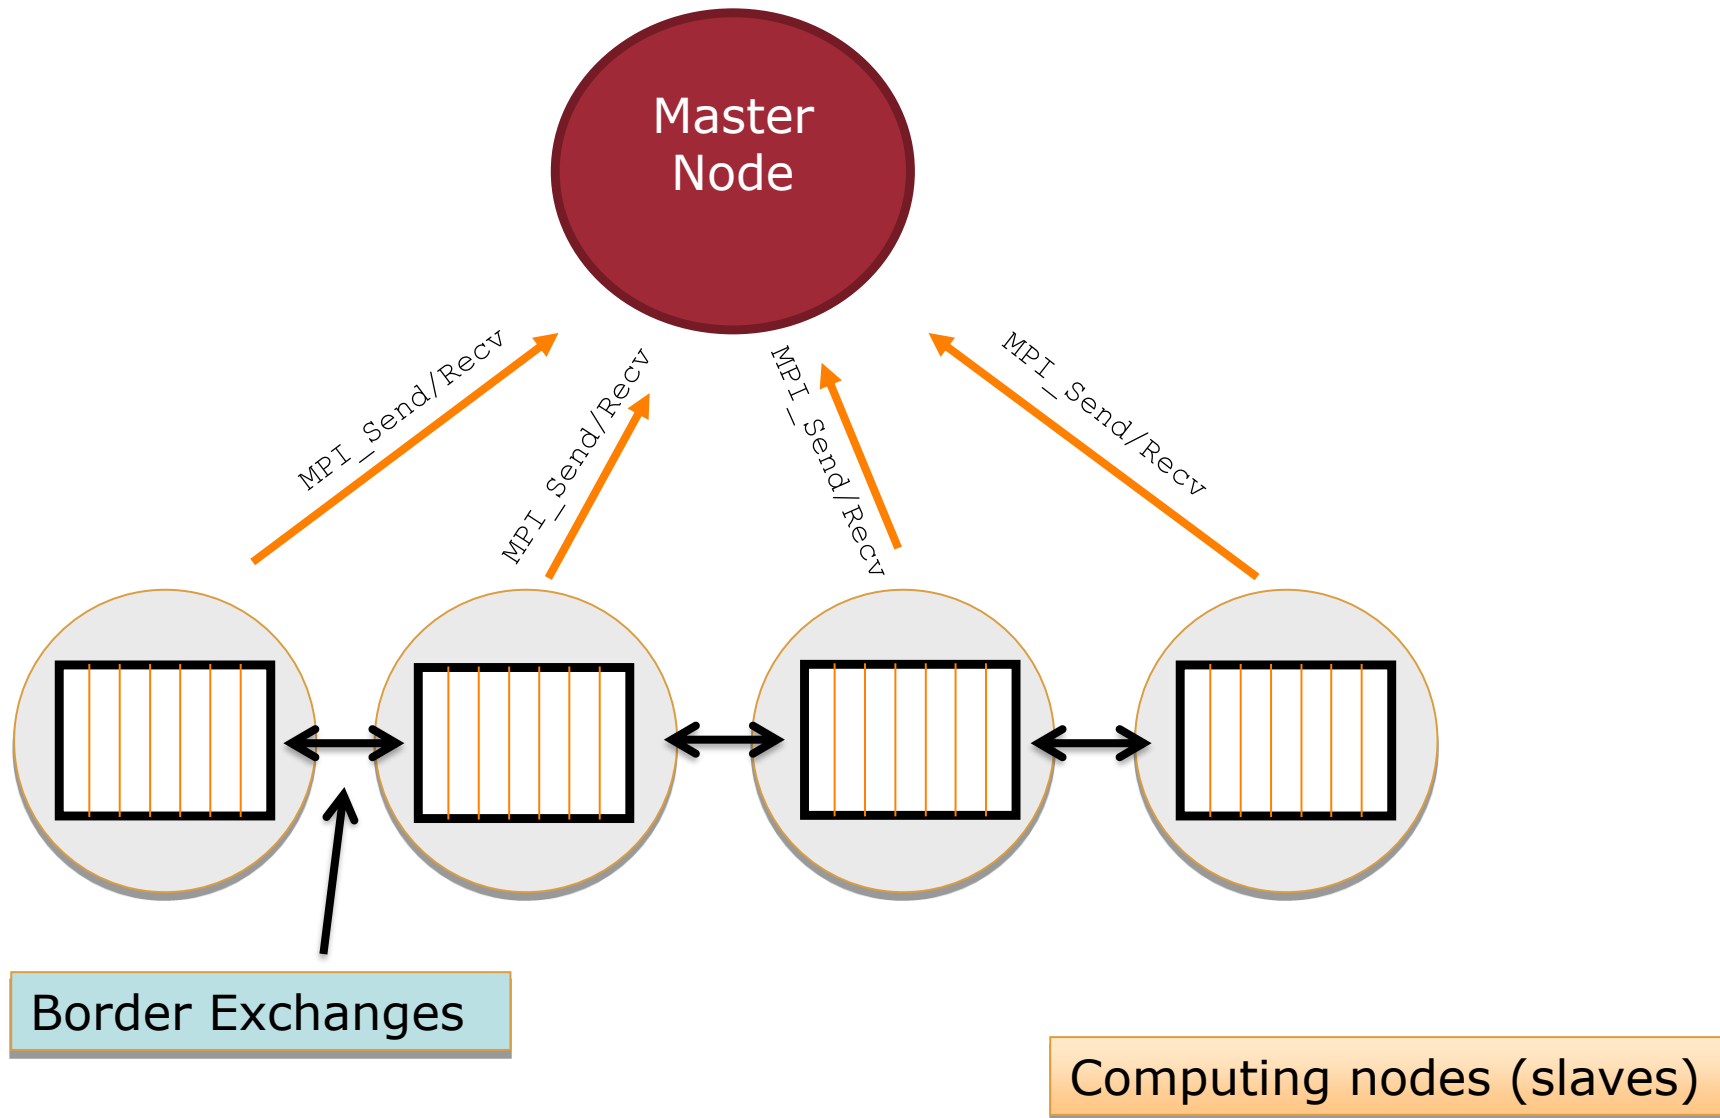 Master
Node
MPI_Send/Recv
MPI_Send/Recv
MPI_Send/Recv
MPI_Send/Recv
Border Exchanges
Computing nodes (slaves)